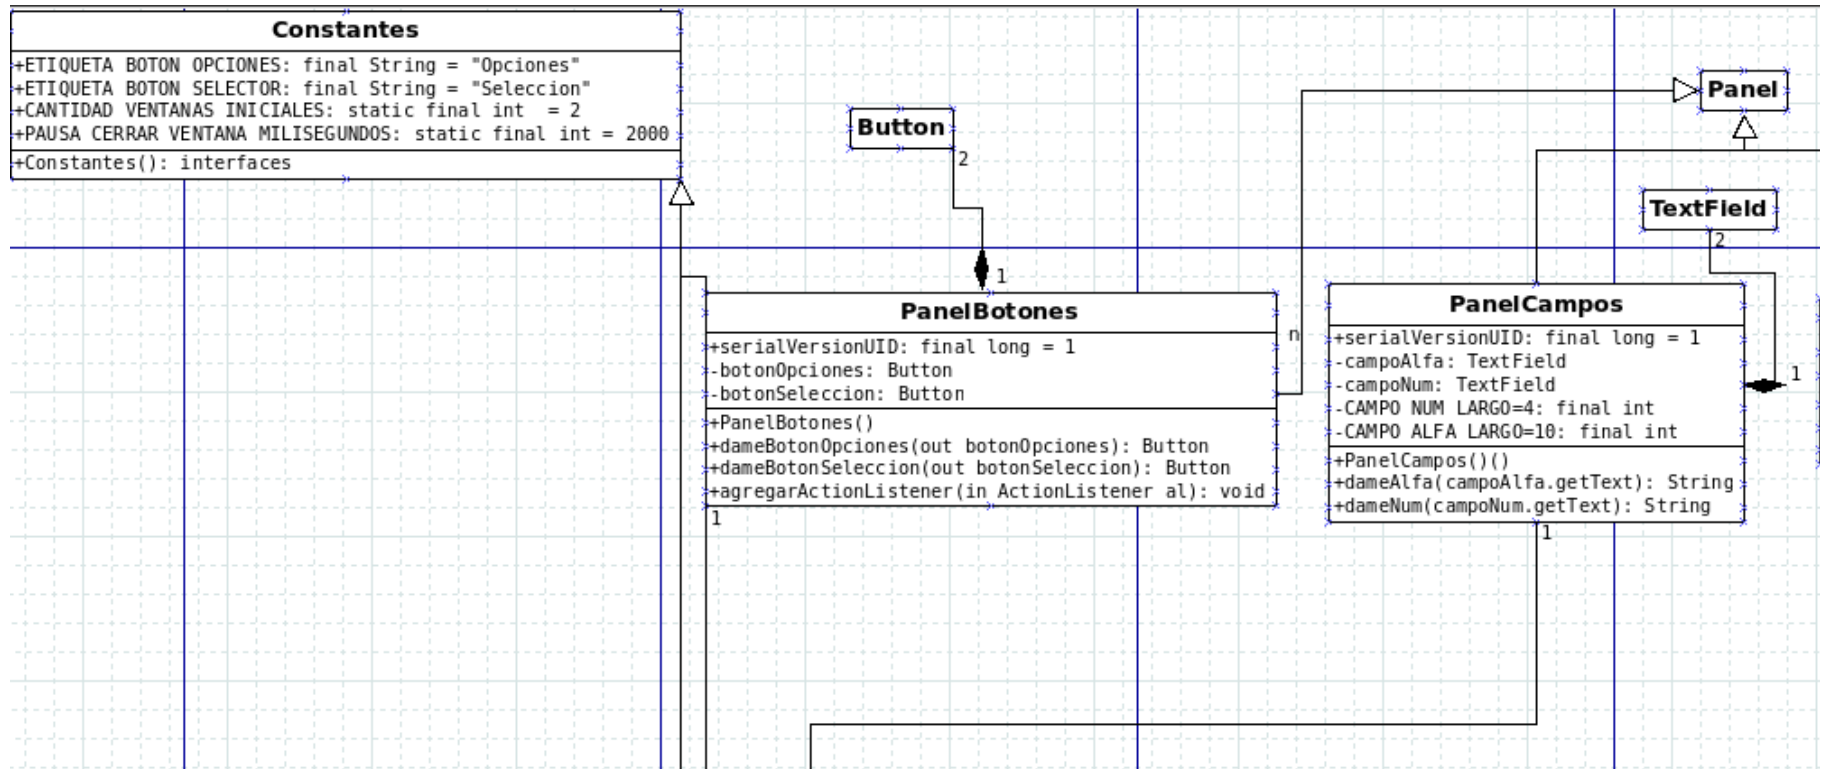 Constantes
+ETIQUETA BOTON OPCIONES: final String = "Opciones"
+ETIQUETA BOTON SELECTOR: final String = "Seleccion"
+CANTIDAD VENTANAS INICIALES: static final int  = 2
+PAUSA CERRAR VENTANA MILISEGUNDOS: static final int = 2000
+Constantes(): interfaces
Button
2
1
Panel
TextField
2
1
PanelBotones
+serialVersionUID: final long = 1
-botonOpciones: Button
-botonSeleccion: Button
+PanelBotones()
+dameBotonOpciones(out botonOpciones): Button
+dameBotonSeleccion(out botonSeleccion): Button
+agregarActionListener(in ActionListener al): void
1
n
PanelCampos
+serialVersionUID: final long = 1
-campoAlfa: TextField
-campoNum: TextField
-CAMPO NUM LARGO=4: final int
-CAMPO ALFA LARGO=10: final int
+PanelCampos()()
+dameAlfa(campoAlfa.getText): String
+dameNum(campoNum.getText): String
1